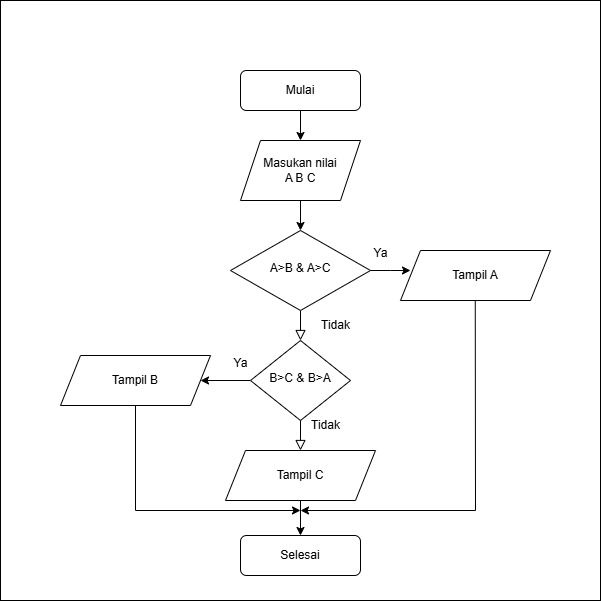 Mulai
Masukan nilai
A B C
A>B & A>C
Ya
Tampil A
Tidak
Ya
B>C & B>A
Tampil B
Tidak
Tampil C
Selesai